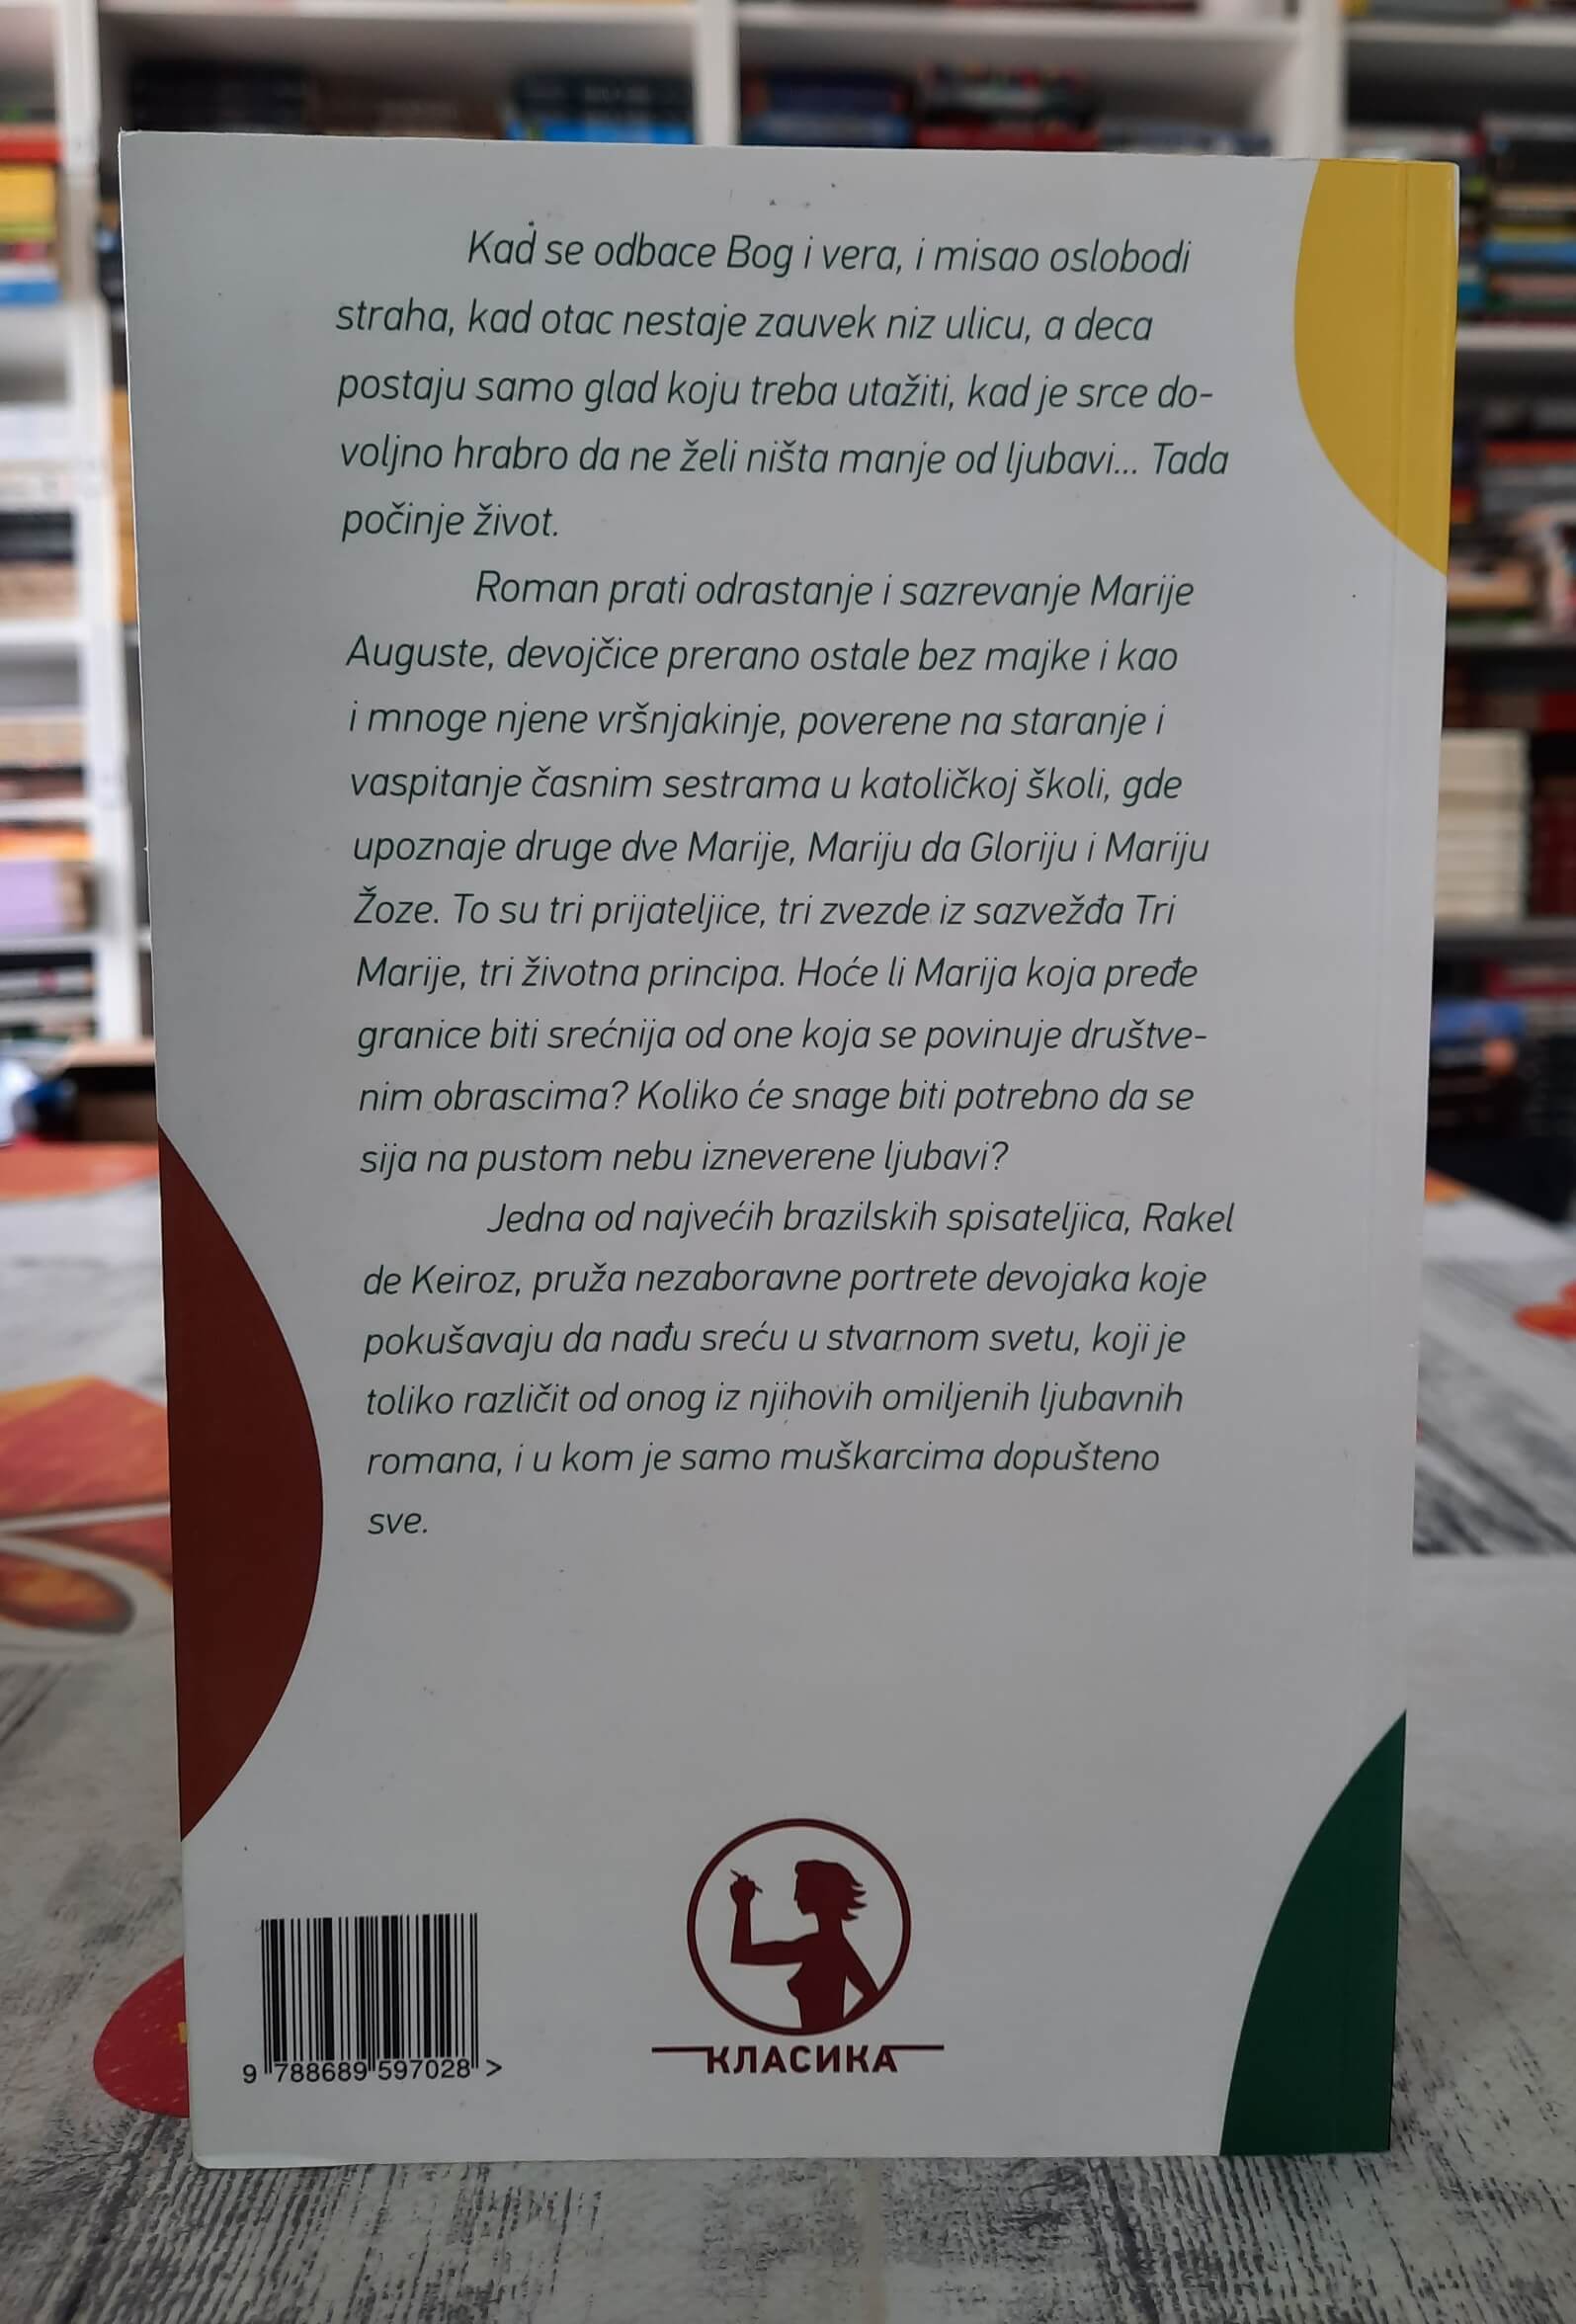 Kad se odbace Bog i vera, i misao oslobodi
straha, kad otac nestaje zauvek niz ulicu, a deca
postaju samo glad koju treba utažiti, kad je srce do-
voljno hrabro da ne želi ništa manje od ljubavi... Tada
počinje život.
Roman prati odrastanje i sazrevanje Marije
Auguste, devojčice prerano ostale bez majke i kao
i mnoge njene vršnjakinje, poverene na staranje i
vaspitanje časnim sestrama u katoličkoj školi, gde
upoznaje druge dve Marije, Mariju da Gloriju i Mariju
Žoze. To su tri prijateljice, tri zvezde iz sazvežđa Tri
Marije, tri životna principa. Hoće li Marija koja pređe
granice biti srećnija od one koja se povinuje društve-
nim obrascima? Koliko će snage biti potrebno da se
sija na pustom nebu izneverene ljubavi?
Jedna od najvećih brazilskih spisateljica, Rakel
de Keiroz, pruža nezaboravne portrete devojaka koje
pokušavaju da nađu sreću u stvarnom svetu, koji je
toliko različit od onog iz njihovih omiljenih ljubavnih
romana, i u kom je samo muškarcima dopušteno
sve.
КЛАСИКА
9 788689 597028 >